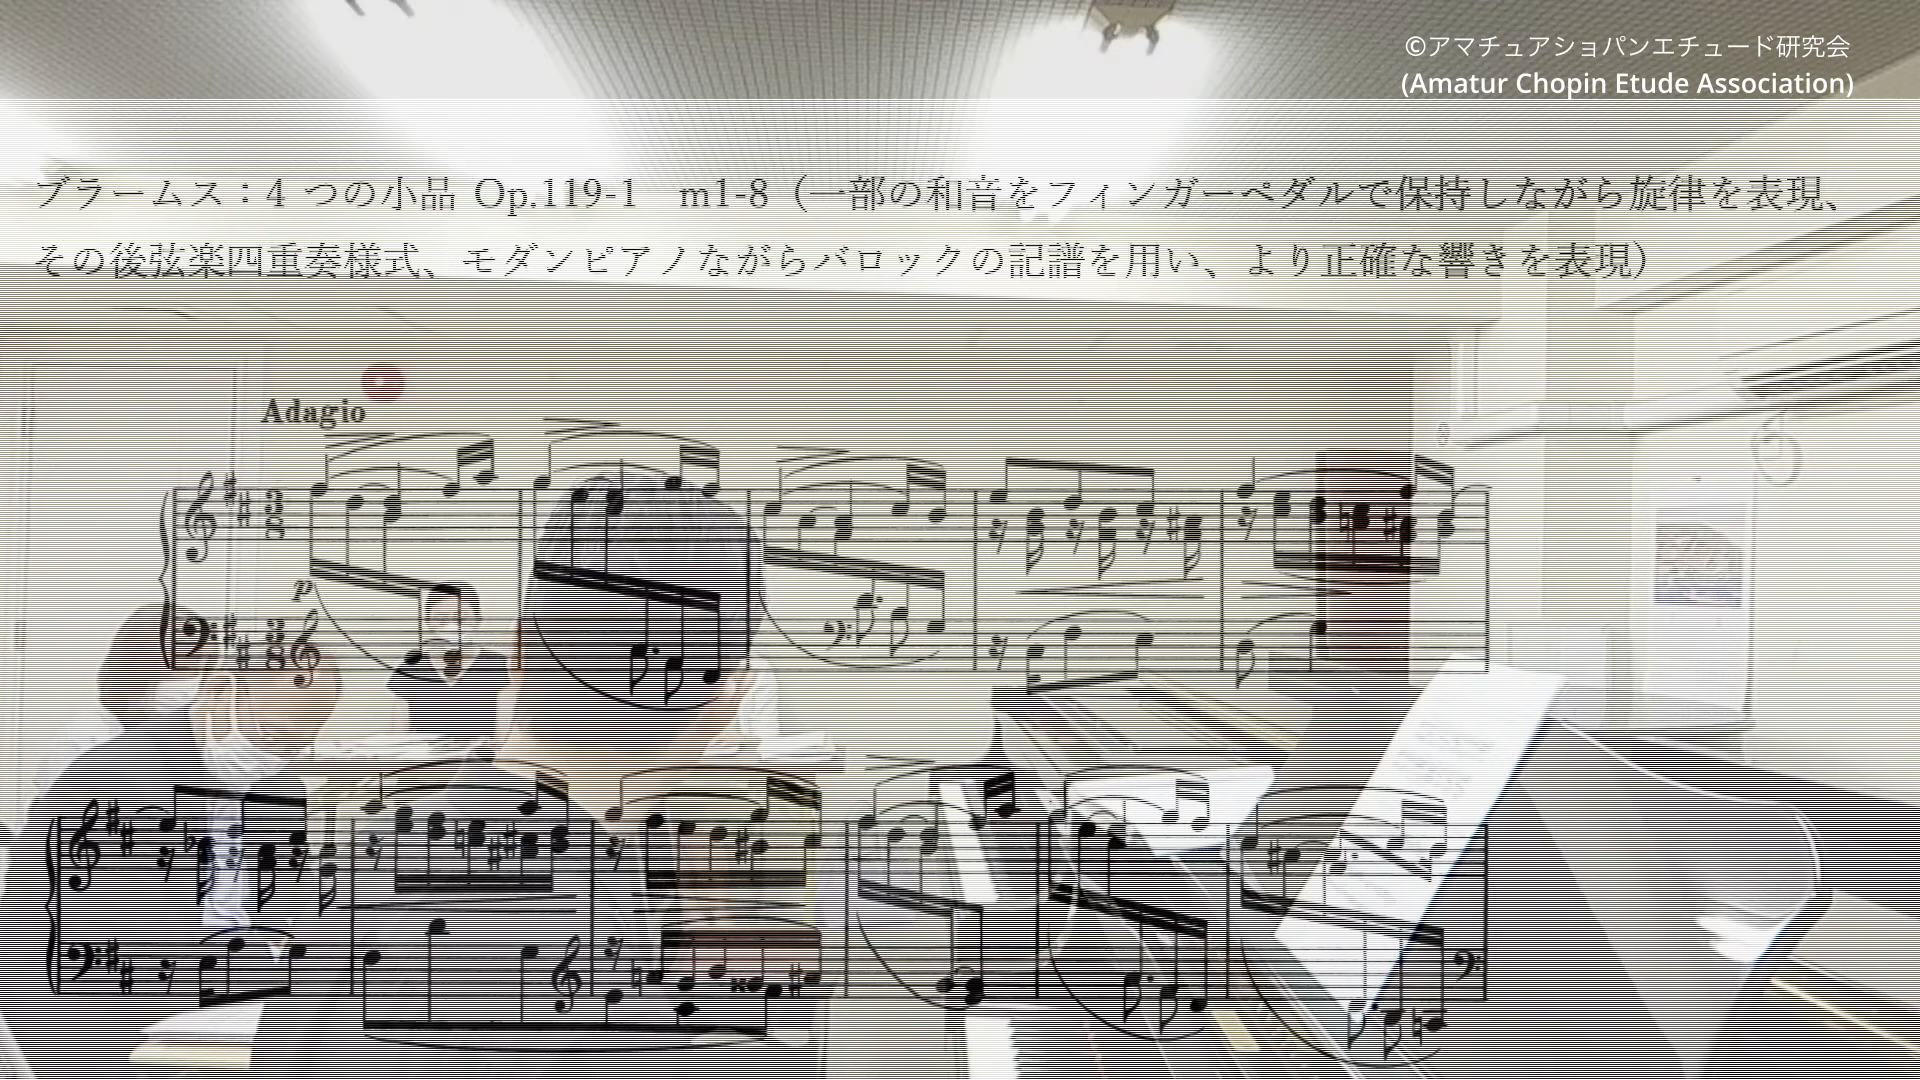 ©アマチュアショパンエチュード研究会
(Amatur Chopin Etude Association)
ブラームス：4 つの小品 Op.119-1　m1-8（一部の和音をフィンガーペダルで保持しながら旋律を表現、
その後弦楽四重奏様式、モダンピアノながらバロックの記譜を用い、より正確な響きを表現）
Adagio
3
8
p
3
8